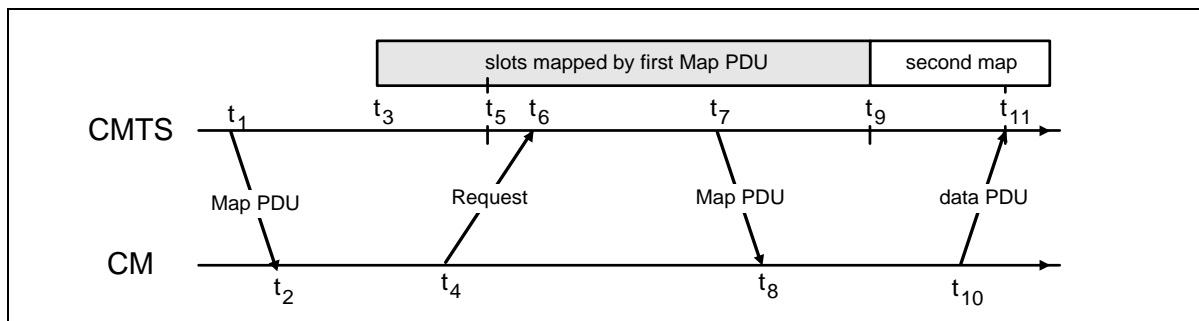 slots mapped by first Map PDU second map
t1 t3 t5 t6 t7 t9 t11
CMTS
Map PDU Request Map PDU data PDU
CM
t2 t4 t8 t10